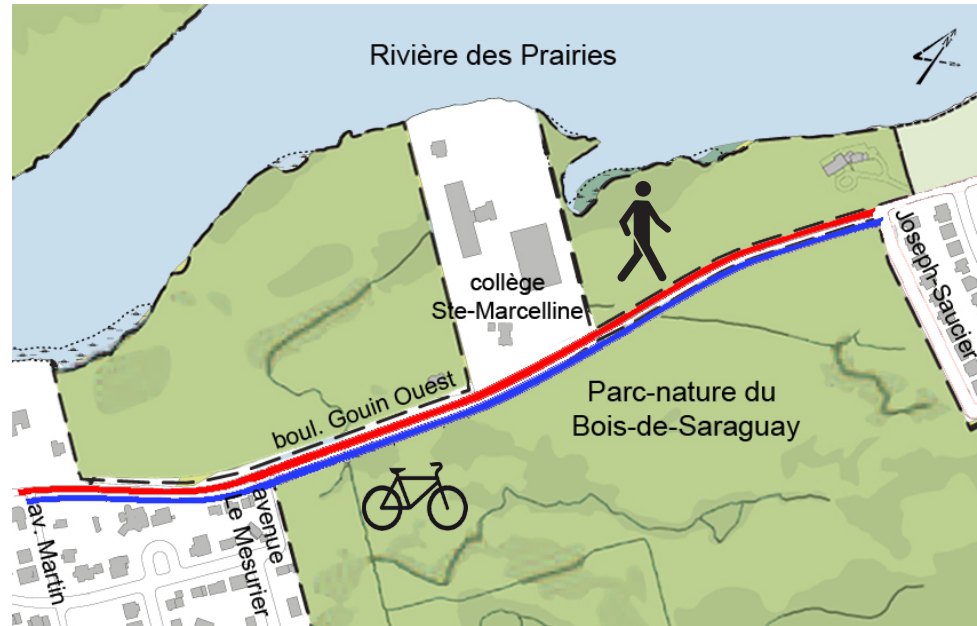 Rivière des Prairies
N
collège
Ste-Marcelline
boul. Gouin Ouest
Joseph-Saucier
Parc-nature du
Bois-de-Saraguay
av. Martin
avenue
Le Mesurier